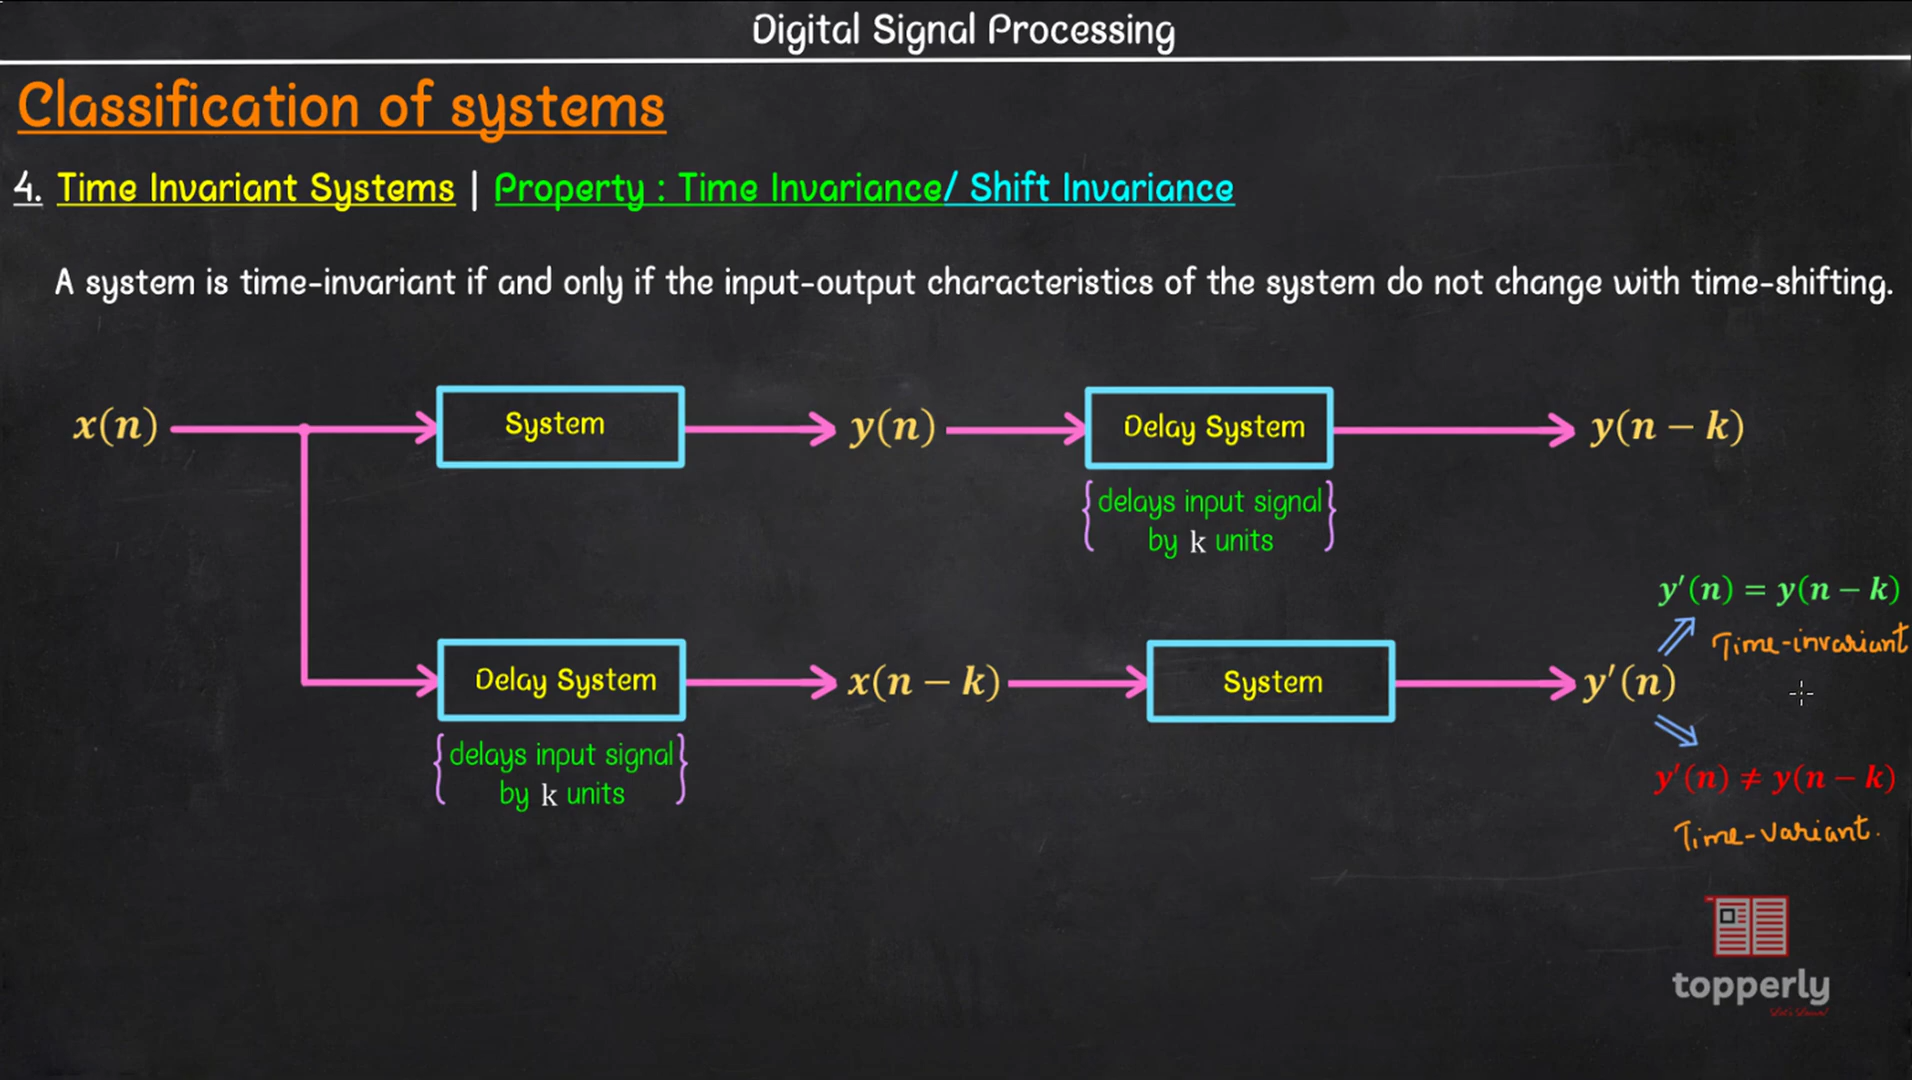 Digital Signal Processing
Classification of systems
4. Time Invariant Systems | Property : Time Invariance/ Shift Invariance
A system is time-invariant if and only if the input-output characteristics of the system do not change with time-shifting.
x(n) System y(n) Delay System y(n − k)
{delays input signal
by k units}
y′(n) = y(n − k)
Time-invariant
Delay System x(n − k) System y′(n)
{delays input signal
by k units}
y′(n) ≠ y(n − k)
Time-variant.
topperly
Let's Learn!